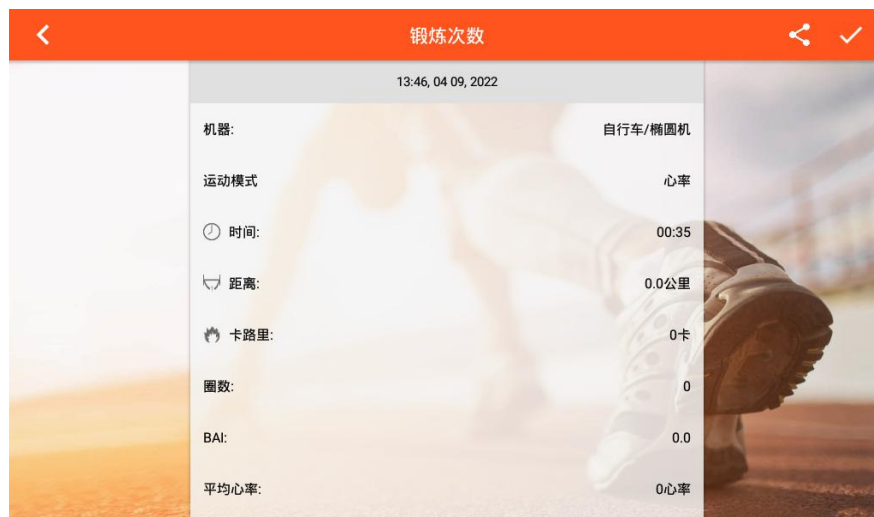 锻炼次数
13:46, 04 09, 2022
机器: 自行车/椭圆机
运动模式 心率
时间: 00:35
距离: 0.0公里
卡路里: 0卡
圈数: 0
BAI: 0.0
平均心率: 0心率